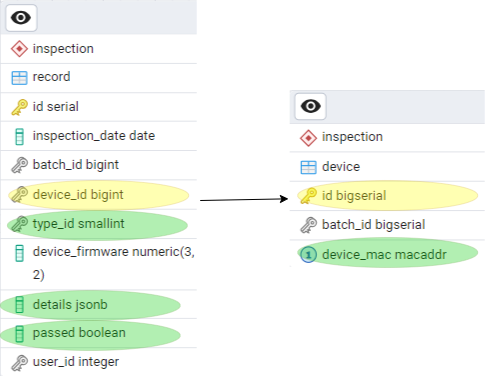 inspection
record
id serial
inspection_date date
batch_id bigint
device_id bigint
type_id smallint
device_firmware numeric(3,
2)
details jsonb
passed boolean
user_id integer
inspection
device
id bigserial
batch_id bigserial
1 device_mac macaddr